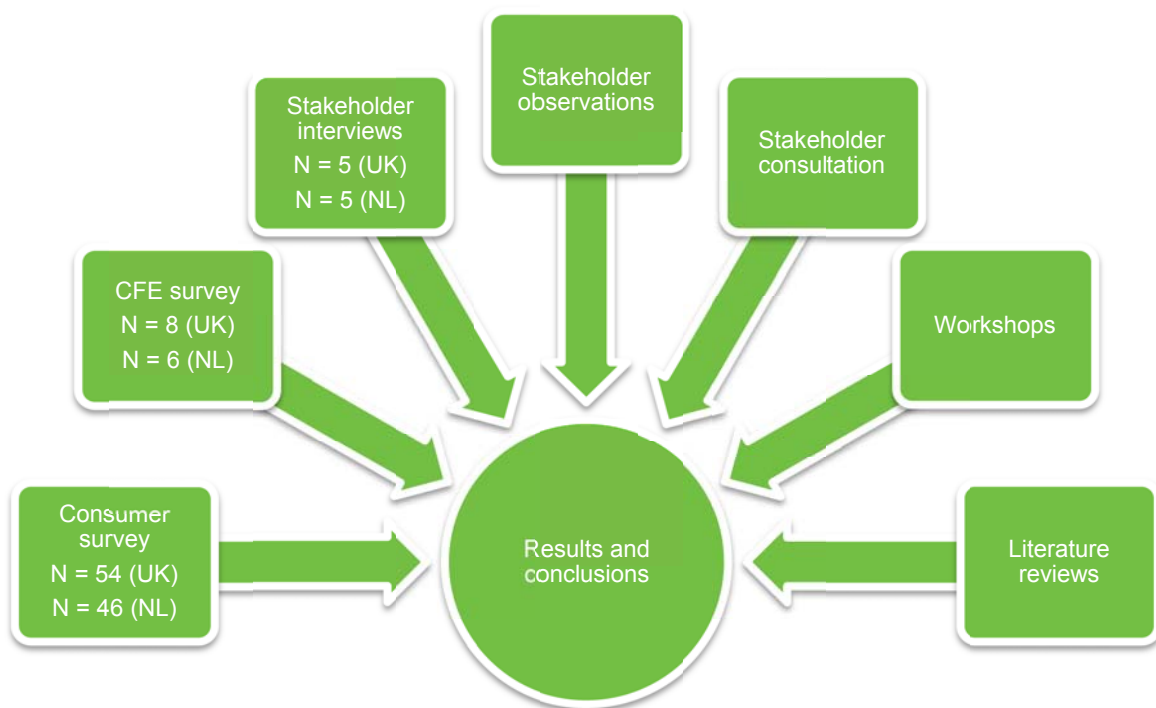 Stakeholder
observations
Stakeholder
interviews
N = 5 (UK)
N = 5 (NL)
Stakeholder
consultation
CFE survey
N = 8 (UK)
N = 6 (NL)
Workshops
Consumer
survey
N = 54 (UK)
N = 46 (NL)
Results and
conclusions
Literature
reviews